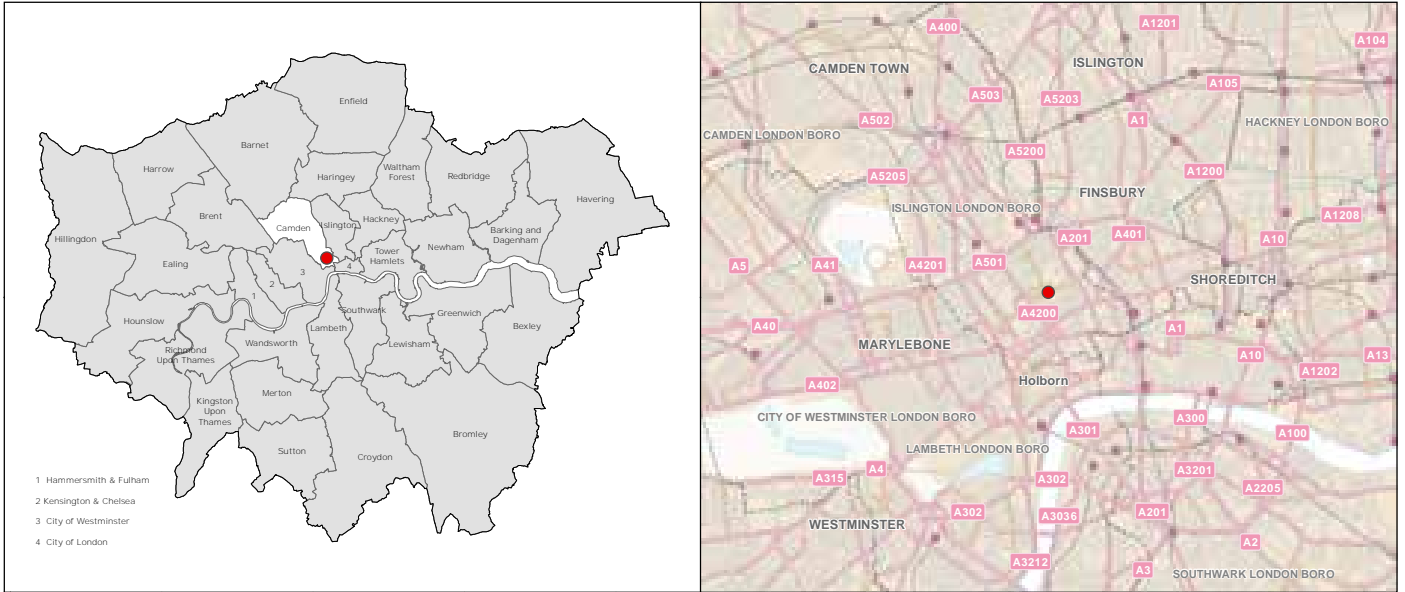 Enfield
Barnet
Harrow
Haringey
Waltham
Forest
Redbridge
Havering
Brent
Camden
Islington
Hackney
Hillingdon
Barking and
Dagenham
Newham
Tower
Hamlets
Ealing
3
4
2
1
Hounslow
Southwark
Greenwich
Bexley
Lambeth
Wandsworth
Lewisham
Richmond
Upon Thames
Merton
Kingston
Upon
Thames
Bromley
Sutton
Croydon
1 Hammersmith & Fulham
2 Kensington & Chelsea
3 City of Westminster
4 City of London
A400
A1201
A104
CAMDEN TOWN
ISLINGTON
A105
A503
A5203
A502
A1
HACKNEY LONDON BORO
CAMDEN LONDON BORO
A5200
A5205
A1200
FINSBURY
ISLINGTON LONDON BORO
A1208
A201
A401
A10
A5
A41
A4201
A501
SHOREDITCH
A4200
A40
A1
MARYLEBONE
A10
A13
A1202
A402
Holborn
CITY OF WESTMINSTER LONDON BORO
A300
A301
A100
LAMBETH LONDON BORO
A4
A315
A3201
A302
A2205
WESTMINSTER
A302
A3036
A201
A2
A3212
A3
SOUTHWARK LONDON BORO